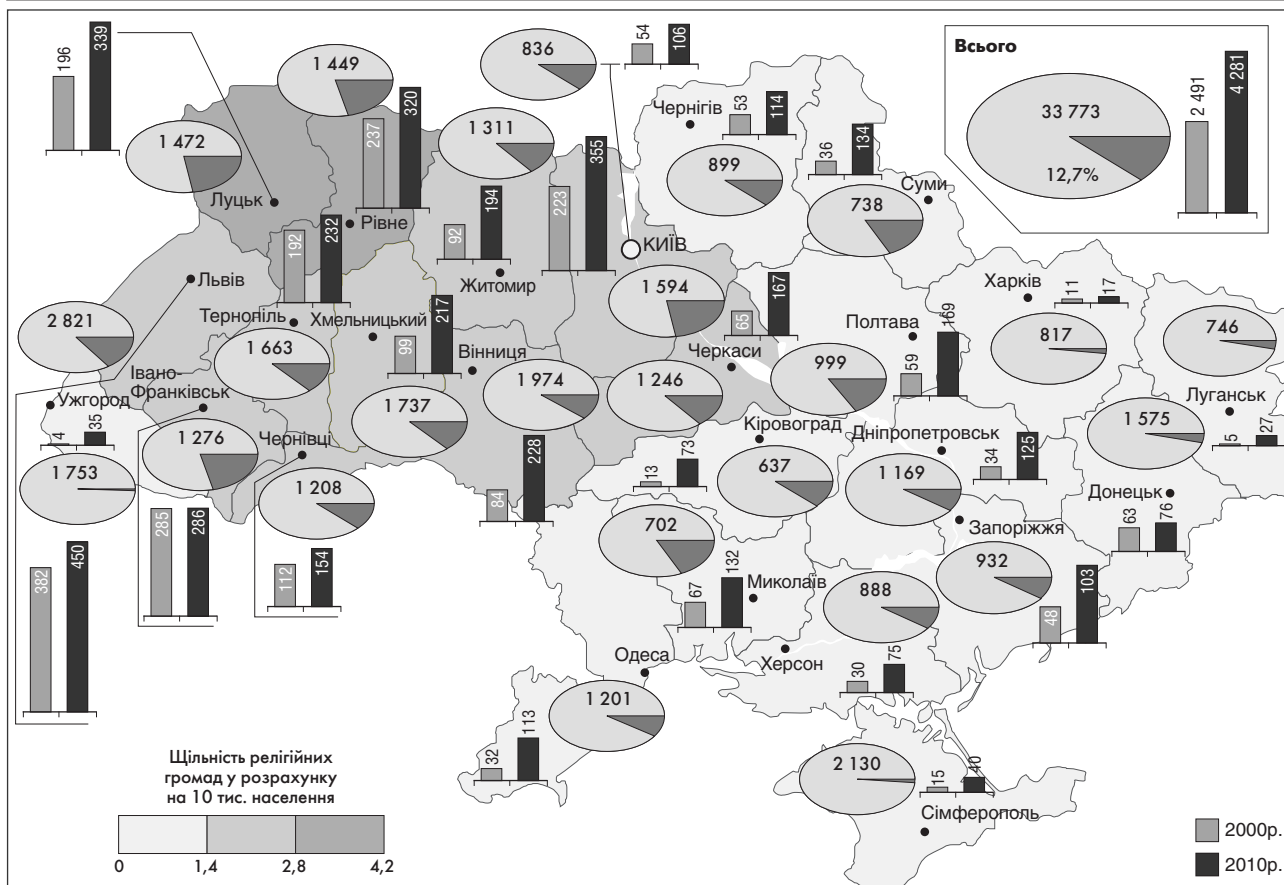 196
339
1 449
836
54
106
Всього
33 773
12,7%
2 491
4 281
1 472
Луцьк
237
320
Рівне
1 311
Чернігів
53
114
899
36
134
738
Суми
92
194
Житомир
223
355
КИЇВ
192
232
Львів
Тернопіль
Хмельницький
99
217
Вінниця
1 594
65
167
Черкаси
Полтава
59
169
Харків
11
17
817
746
Луганськ
5
27
2 821
1 663
Івано-
Франківськ
Ужгород
4
35
1 753
1 276
Чернівці
1 208
1 737
1 974
84
228
1 246
999
Кіровоград
13
73
637
Дніпропетровськ
1 169
34
125
1 575
Донецьк
63
76
382
450
285
286
112
154
702
67
132
Миколаїв
Запоріжжя
932
48
103
888
Херсон
30
75
Одеса
1 201
32
113
2 130
15
40
Сімферополь
Щільність релігійних
громад у розрахунку
на 10 тис. населення
0 1,4 2,8 4,2
2000р.
2010р.